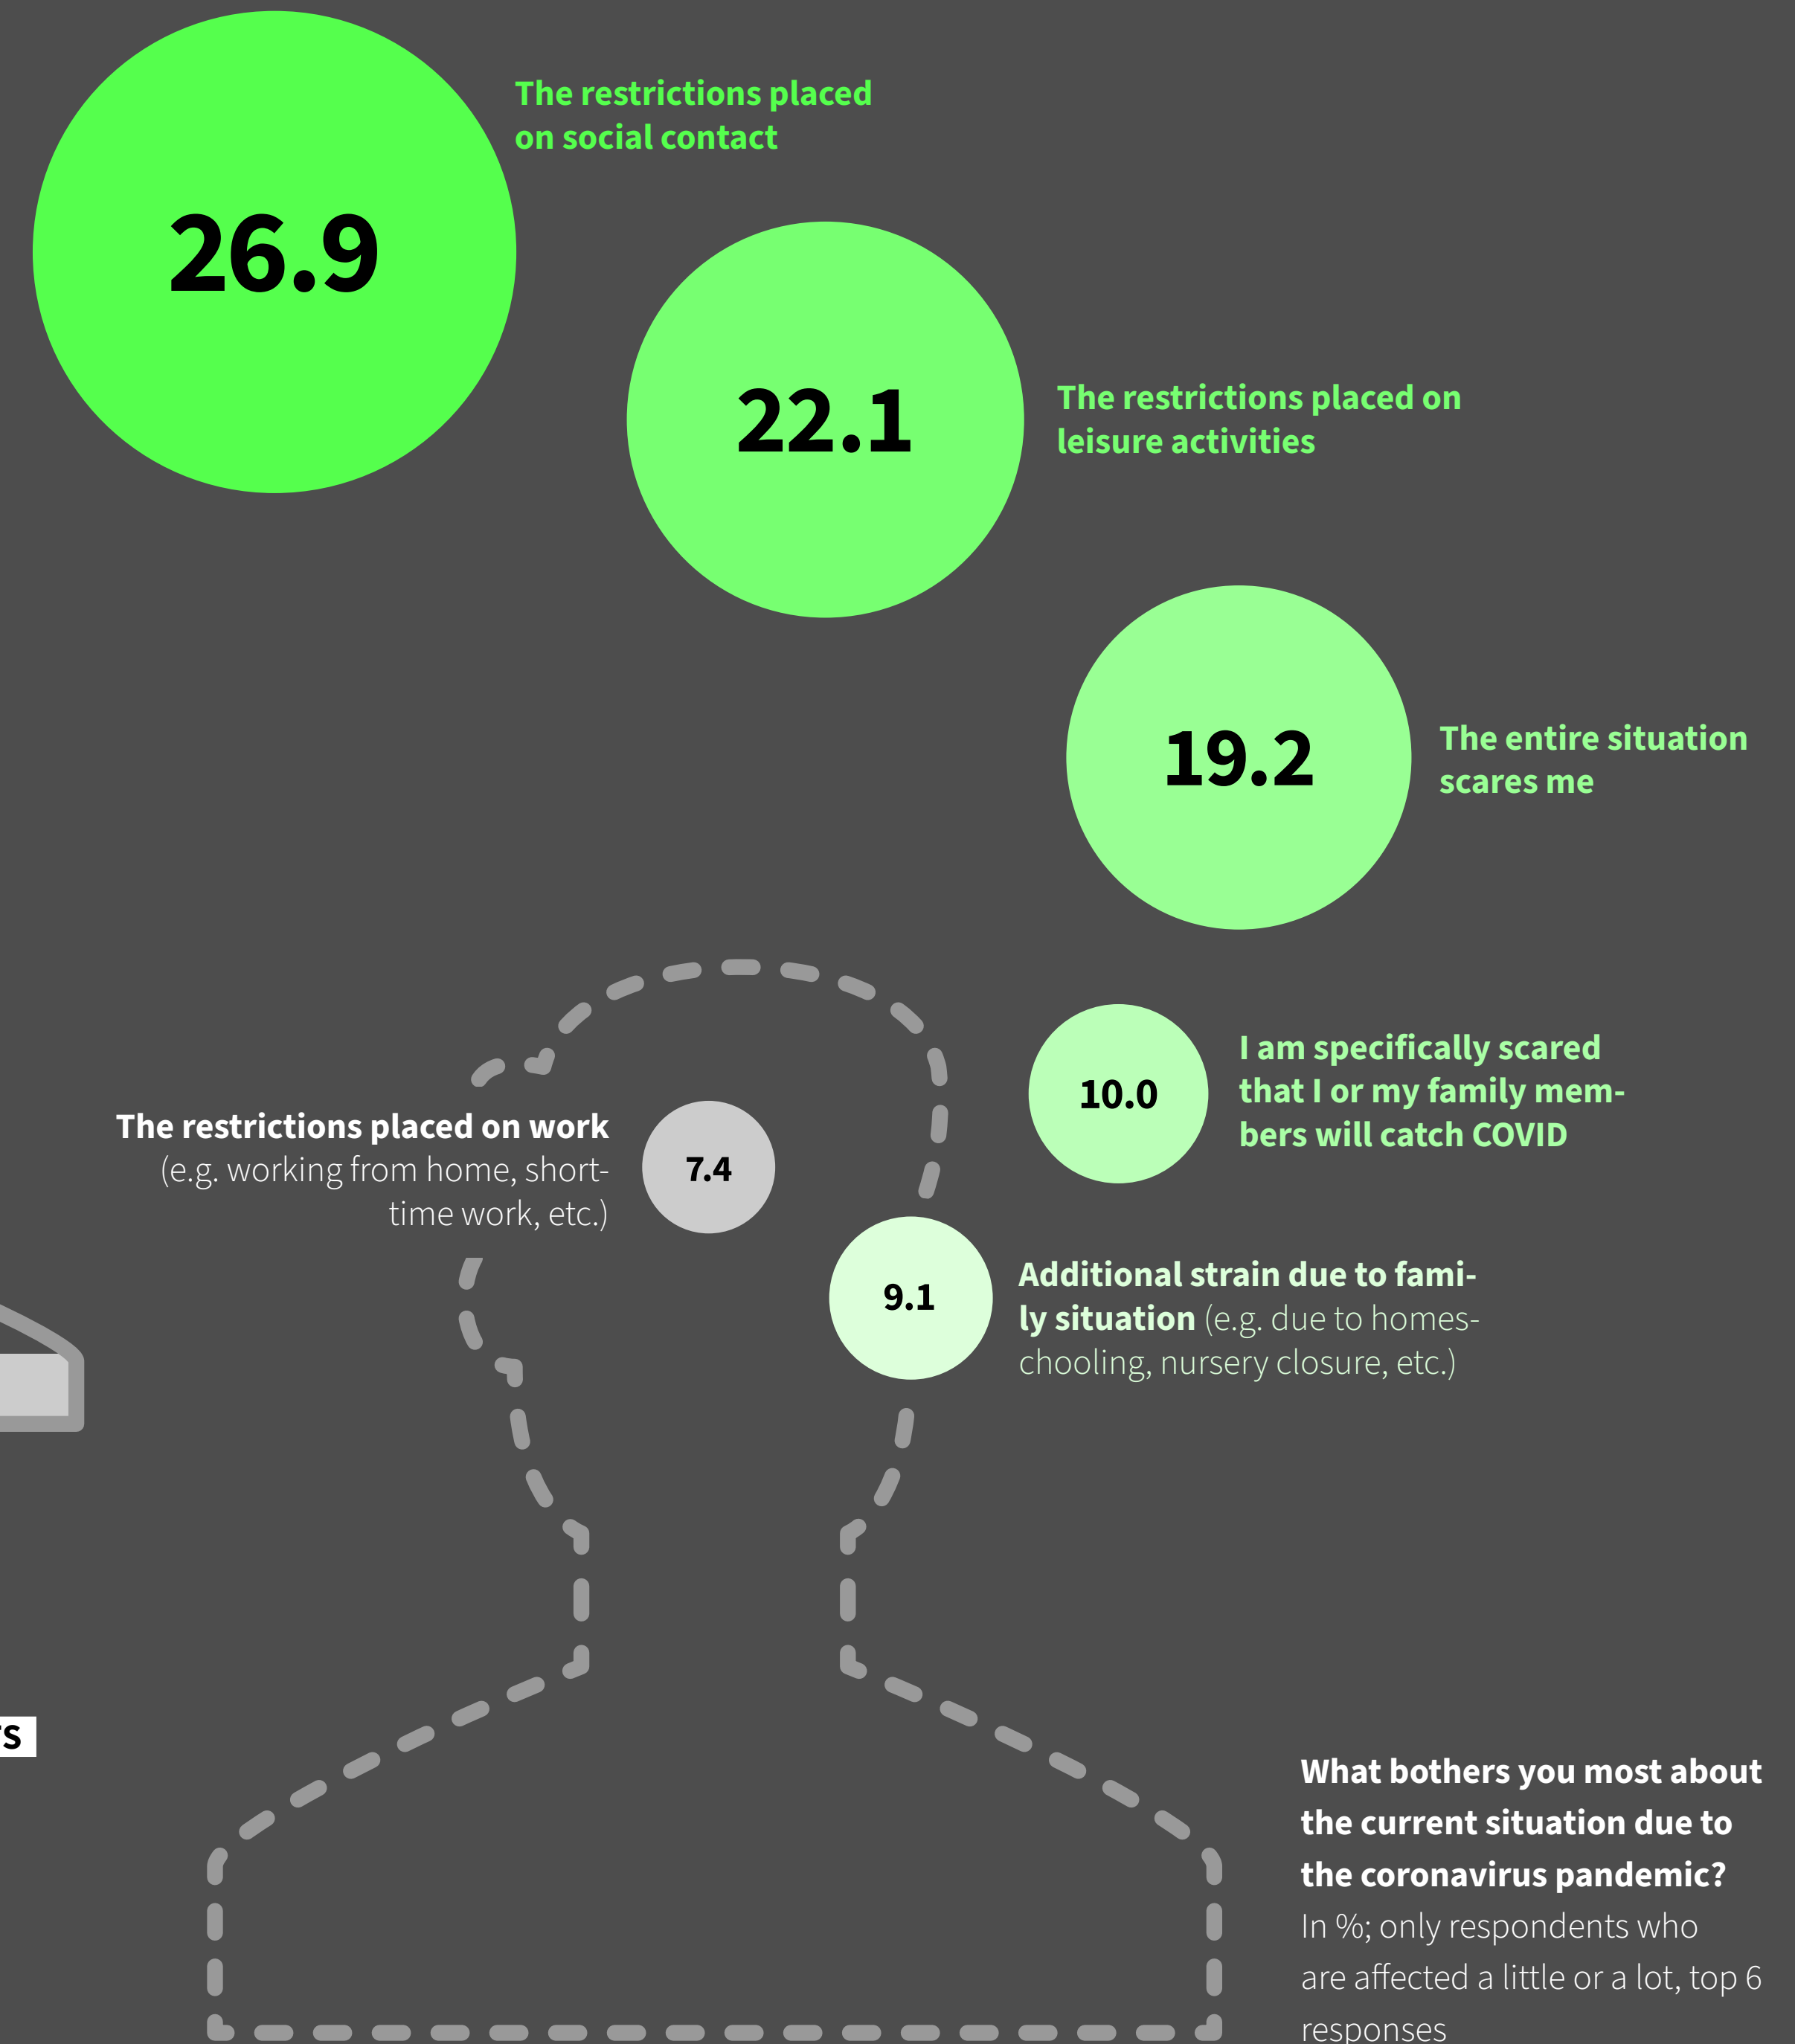 The restrictions placed
on social contact
26.9
22.1
The restrictions placed on
leisure activities
19.2
The entire situation
scares me
10.0
I am specifically scared
that I or my family mem-
bers will catch COVID
The restrictions placed on work
(e.g. working from home, short-
time work, etc.)
7.4
9.1
Additional strain due to fami-
ly situation (e.g. due to homes-
chooling, nursery closure, etc.)
What bothers you most about
the current situation due to
the coronavirus pandemic?
In %; only respondents who
are affected a little or a lot, top 6
responses